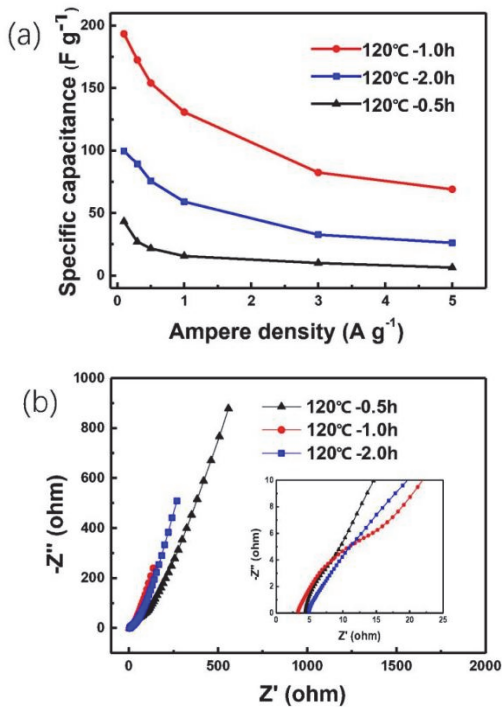 (a)
Specific capacitance (F g⁻¹)
200
150
100
50
0
120℃ -1.0h
120℃ -2.0h
120℃ -0.5h
0 1 2 3 4 5
Ampere density (A g⁻¹)
(b)
-Z'' (ohm)
1000
800
600
400
200
0
120℃ -0.5h
120℃ -1.0h
120℃ -2.0h
-Z'' (ohm)
10
8
6
4
2
0
0 5 10 15 20 25
Z' (ohm)
0 500 1000 1500 2000
Z' (ohm)